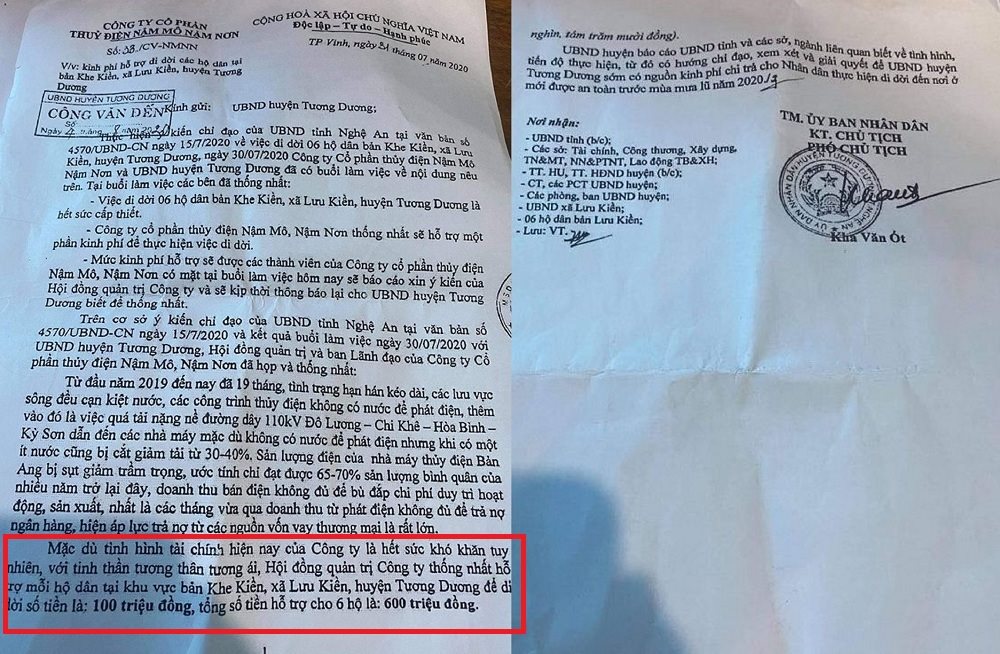 CÔNG TY CỔ PHẦN
THUỶ ĐIỆN NẬM MÔ NẬM NƠN
Số:28./CV-NMNN
V/v: kinh phí hỗ trợ di dời các hộ dân tại
bản Khe Kiền, xã Lưu Kiền, huyện Tương
Dương
CỘNG HOÀ XÃ HỘI CHỦ NGHĨA VIỆT NAM
Độc lập – Tự do – Hạnh phúc
TP Vinh, ngày 31 tháng 07 năm 2020
UBND HUYỆN TƯƠNG DƯƠNG
CÔNG VĂN ĐẾN
Số
Ngày 4 tháng 8 năm 2020
Kính gửi: UBND huyện Tương Dương;
Thực hiện ý kiến chỉ đạo của UBND tỉnh Nghệ An tại văn bản số
4570/UBND-CN ngày 15/7/2020 về việc di dời 06 hộ dân bản Khe Kiền, xã Lưu
Kiền, huyện Tương Dương, ngày 30/07/2020 Công ty Cổ phần thủy điện Nậm Mô
Nậm Nơn và UBND huyện Tương Dương đã có buổi làm việc về nội dung nêu
trên. Tại buổi làm việc các bên đã thống nhất:
- Việc di dời 06 hộ dân bản Khe Kiền, xã Lưu Kiền, huyện Tương Dương là
hết sức cấp thiết.
- Công ty cổ phần thủy điện Nậm Mô, Nậm Nơn thống nhất sẽ hỗ trợ một
phần kinh phí để thực hiện việc di dời.
- Mức kinh phí hỗ trợ sẽ được các thành viên của Công ty cổ phần thủy điện
Nậm Mô, Nậm Nơn có mặt tại buổi làm việc hôm nay sẽ báo cáo xin ý kiến của
Hội đồng quản trị Công ty và sẽ kịp thời thông báo lại cho UBND huyện Tương
Dương biết để thống nhất.
Trên cơ sở ý kiến chỉ đạo của UBND tỉnh Nghệ An tại văn bản số
4570/UBND-CN ngày 15/7/2020 và kết quả buổi làm việc ngày 30/07/2020 với
UBND huyện Tương Dương, Hội đồng quản trị và ban Lãnh đạo của Công ty Cổ
phần thủy điện Nậm Mô, Nậm Nơn đã họp và thống nhất:
Từ đầu năm 2019 đến nay đã 19 tháng, tình trạng hạn hán kéo dài, các lưu vực
sông đều cạn kiệt nước, các công trình thủy điện không có nước để phát điện, thêm
vào đó là việc quá tải nặng nề đường dây 110kV Đô Lương – Chi Khê – Hòa Bình –
Kỳ Sơn dẫn đến các nhà máy mặc dù không có nước để phát điện nhưng khi có một
ít nước cũng bị cắt giảm tải từ 30-40%. Sản lượng điện của nhà máy thủy điện Bản
Ang bị sụt giảm trầm trọng, ước tính chỉ đạt được 65-70% sản lượng bình quân của
nhiều năm trở lại đây, doanh thu bán điện không đủ để bù đắp chi phí duy trì hoạt
động, sản xuất, nhất là các tháng vừa qua doanh thu từ phát điện không đủ để trả nợ
ngân hàng, hiện áp lực trả nợ từ các nguồn vốn vay thương mại là rất lớn.
Mặc dù tình hình tài chính hiện nay của Công ty là hết sức khó khăn tuy
nhiên, với tinh thần tương thân tương ái, Hội đồng quản trị Công ty thống nhất hỗ
trợ mỗi hộ dân tại khu vực bản Khe Kiền, xã Lưu Kiền, huyện Tương Dương để di
dời số tiền là: 100 triệu đồng, tổng số tiền hỗ trợ cho 6 hộ là: 600 triệu đồng.
nghìn, tám trăm mười đồng).
UBND huyện báo cáo UBND tỉnh và các sở, ngành liên quan biết về tình hình,
tiến độ thực hiện, từ đó có hướng chỉ đạo, xem xét và giải quyết để UBND huyện
Tương Dương sớm có nguồn kinh phí chi trả cho Nhân dân thực hiện di dời đến nơi ở
mới được an toàn trước mùa mưa lũ năm 2020./.
Nơi nhận:
- UBND tỉnh (b/c);
- Các sở: Tài chính, Công thương, Xây dựng,
TN&MT, NN&PTNT, Lao động TB&XH;
- TT. HU, TT. HĐND huyện (b/c);
- CT, các PCT UBND huyện;
- Các phòng, ban UBND huyện;
- UBND xã Lưu Kiền;
- 06 hộ dân bản Lưu Kiền;
- Lưu: VT.
TM. ỦY BAN NHÂN DÂN
KT. CHỦ TỊCH
PHÓ CHỦ TỊCH
Kha Văn Ót